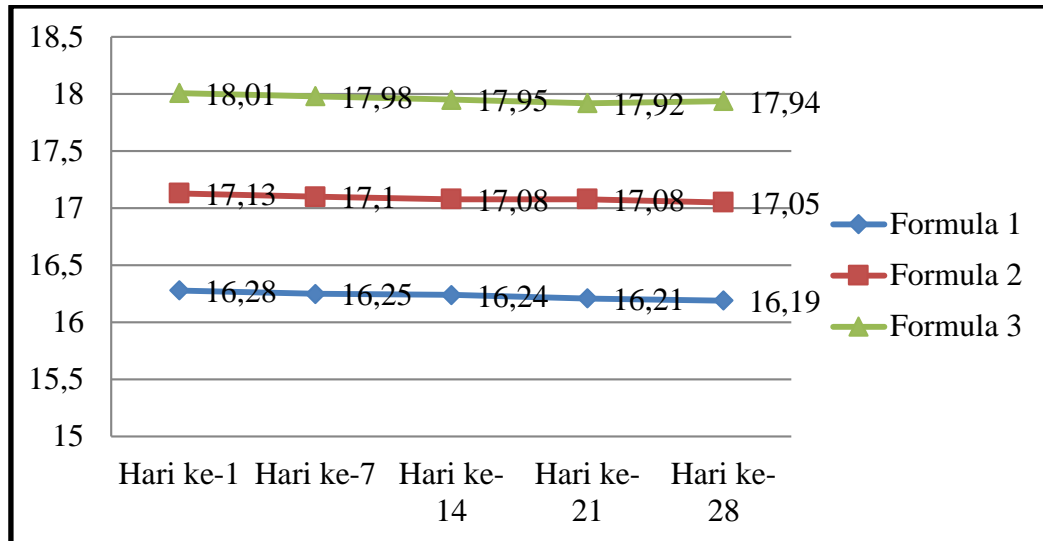 18,5
18
17,5
17
16,5
16
15,5
15
18,01 17,98 17,95 17,92 17,94
17,13 17,1 17,08 17,08 17,05
16,28 16,25 16,24 16,21 16,19
Hari ke-1 Hari ke-7 Hari ke- Hari ke- Hari ke-
14 21 28
Formula 1
Formula 2
Formula 3